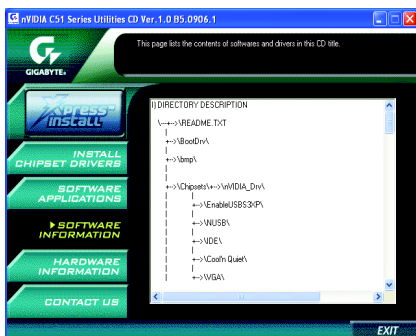 nVIDIA C51 Series Utilities CD Ver.1.0 B5.0906.1
This page lists the contents of softwares and drivers in this CD title.
GIGABYTE
Xpress install
INSTALL
CHIPSET DRIVERS
SOFTWARE
APPLICATIONS
SOFTWARE
INFORMATION
HARDWARE
INFORMATION
CONTACT US
I) DIRECTORY DESCRIPTION
\--+-->\README.TXT
|
+-->\BootDrv\
|
+-->\bmp\
|
+-->\Chipsets\+-->\nVIDIA_Drv\
| |
| +-->\EnableUSBS3XP\
| |
| +-->\NUSB\
| |
| +-->\IDE\
| |
| +-->\Cool'n Quiet\
| |
| +-->\VGA\
EXIT